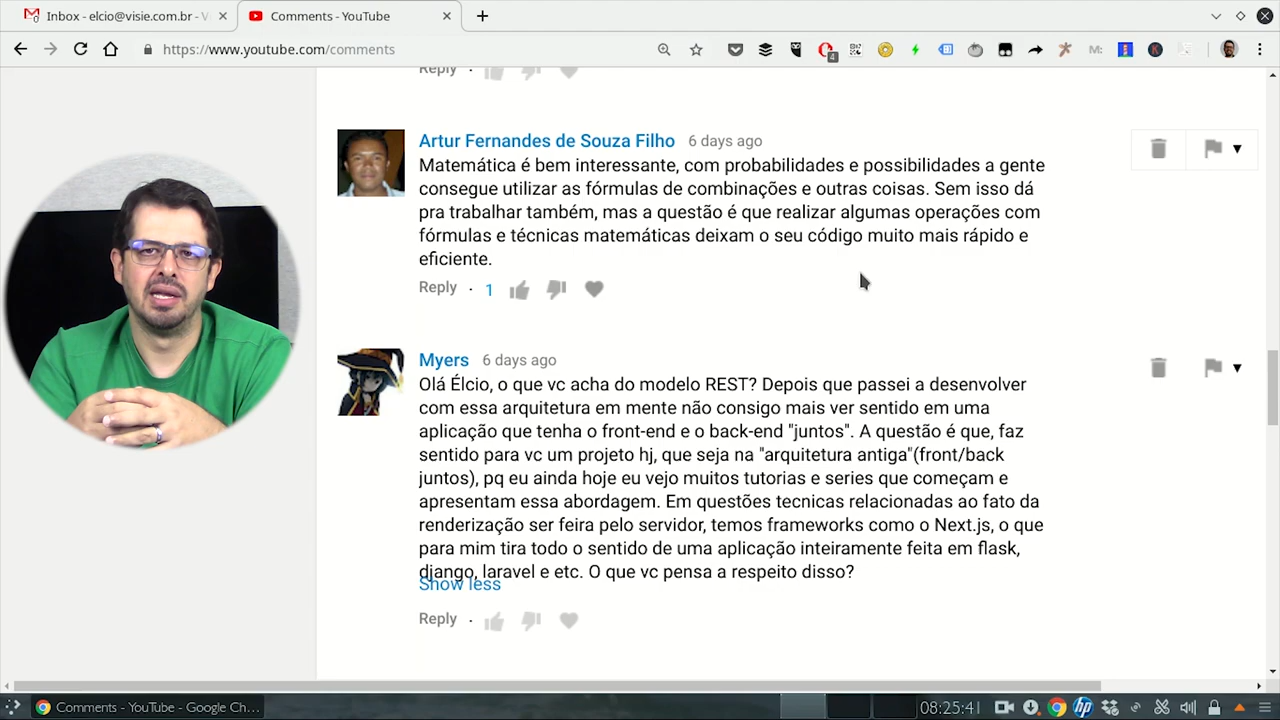 Inbox - elcio@visie.com.br - V
Comments - YouTube
https://www.youtube.com/comments
4
M:
K
Reply
Artur Fernandes de Souza Filho 6 days ago
Matemática é bem interessante, com probabilidades e possibilidades a gente
consegue utilizar as fórmulas de combinações e outras coisas. Sem isso dá
pra trabalhar também, mas a questão é que realizar algumas operações com
fórmulas e técnicas matemáticas deixam o seu código muito mais rápido e
eficiente.
Reply · 1
Myers 6 days ago
Olá Élcio, o que vc acha do modelo REST? Depois que passei a desenvolver
com essa arquitetura em mente não consigo mais ver sentido em uma
aplicação que tenha o front-end e o back-end "juntos". A questão é que, faz
sentido para vc um projeto hj, que seja na "arquitetura antiga"(front/back
juntos), pq eu ainda hoje eu vejo muitos tutorias e series que começam e
apresentam essa abordagem. Em questões tecnicas relacionadas ao fato da
renderização ser feira pelo servidor, temos frameworks como o Next.js, o que
para mim tira todo o sentido de uma aplicação inteiramente feita em flask,
django, laravel e etc. O que vc pensa a respeito disso?
Show less
Reply ·
Comments - YouTube - Google Ch...
08:25:41
hp